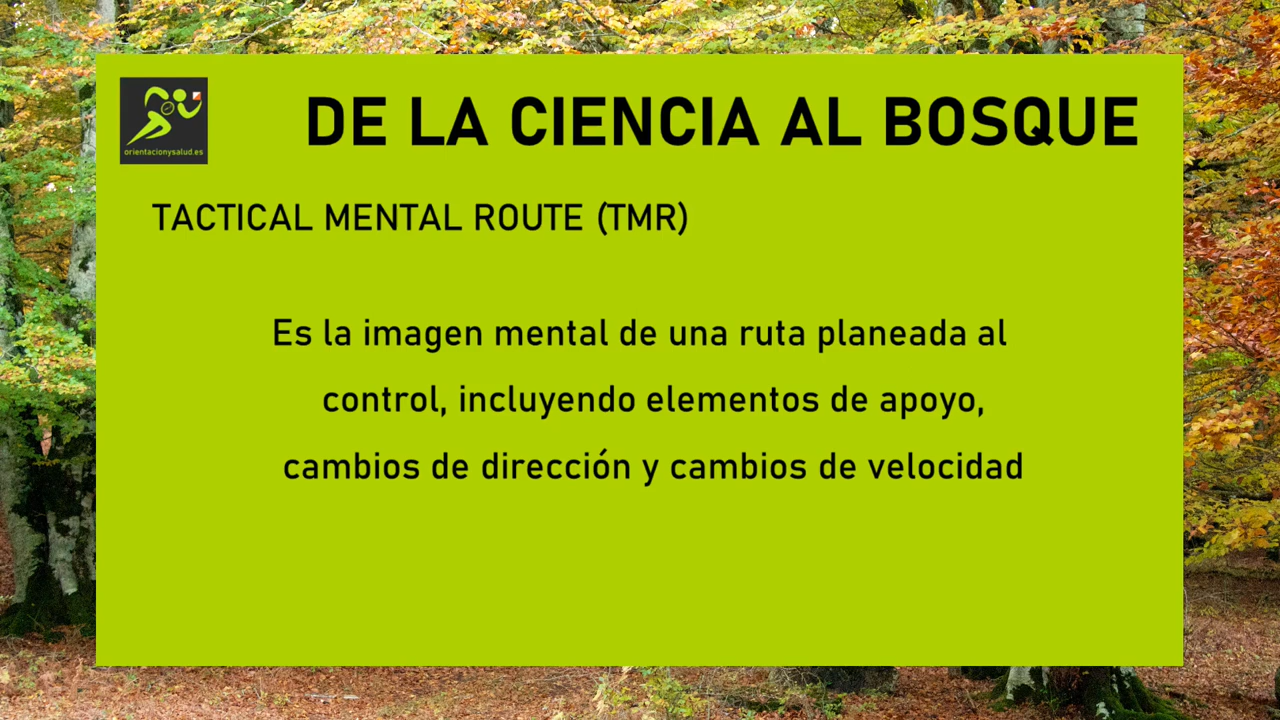 orientacionysalud.es
DE LA CIENCIA AL BOSQUE
TACTICAL MENTAL ROUTE (TMR)
Es la imagen mental de una ruta planeada al
control, incluyendo elementos de apoyo,
cambios de dirección y cambios de velocidad